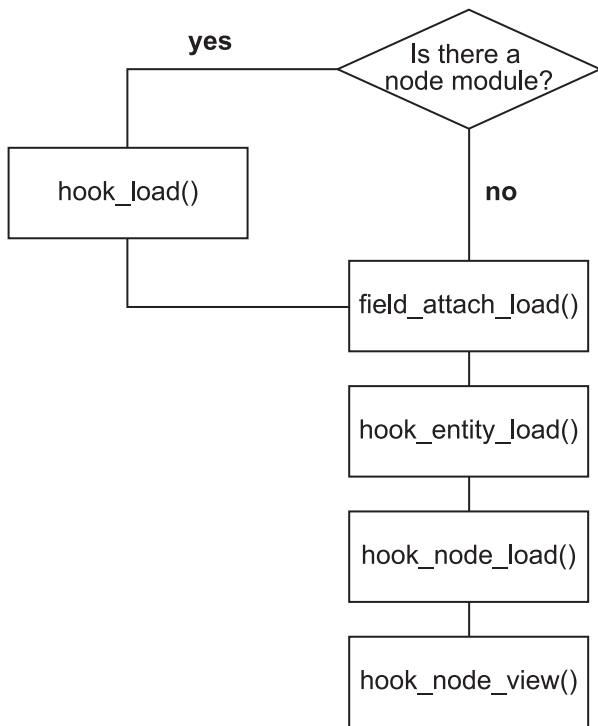 yes
Is there a
node module?
hook_load()
no
field_attach_load()
hook_entity_load()
hook_node_load()
hook_node_view()